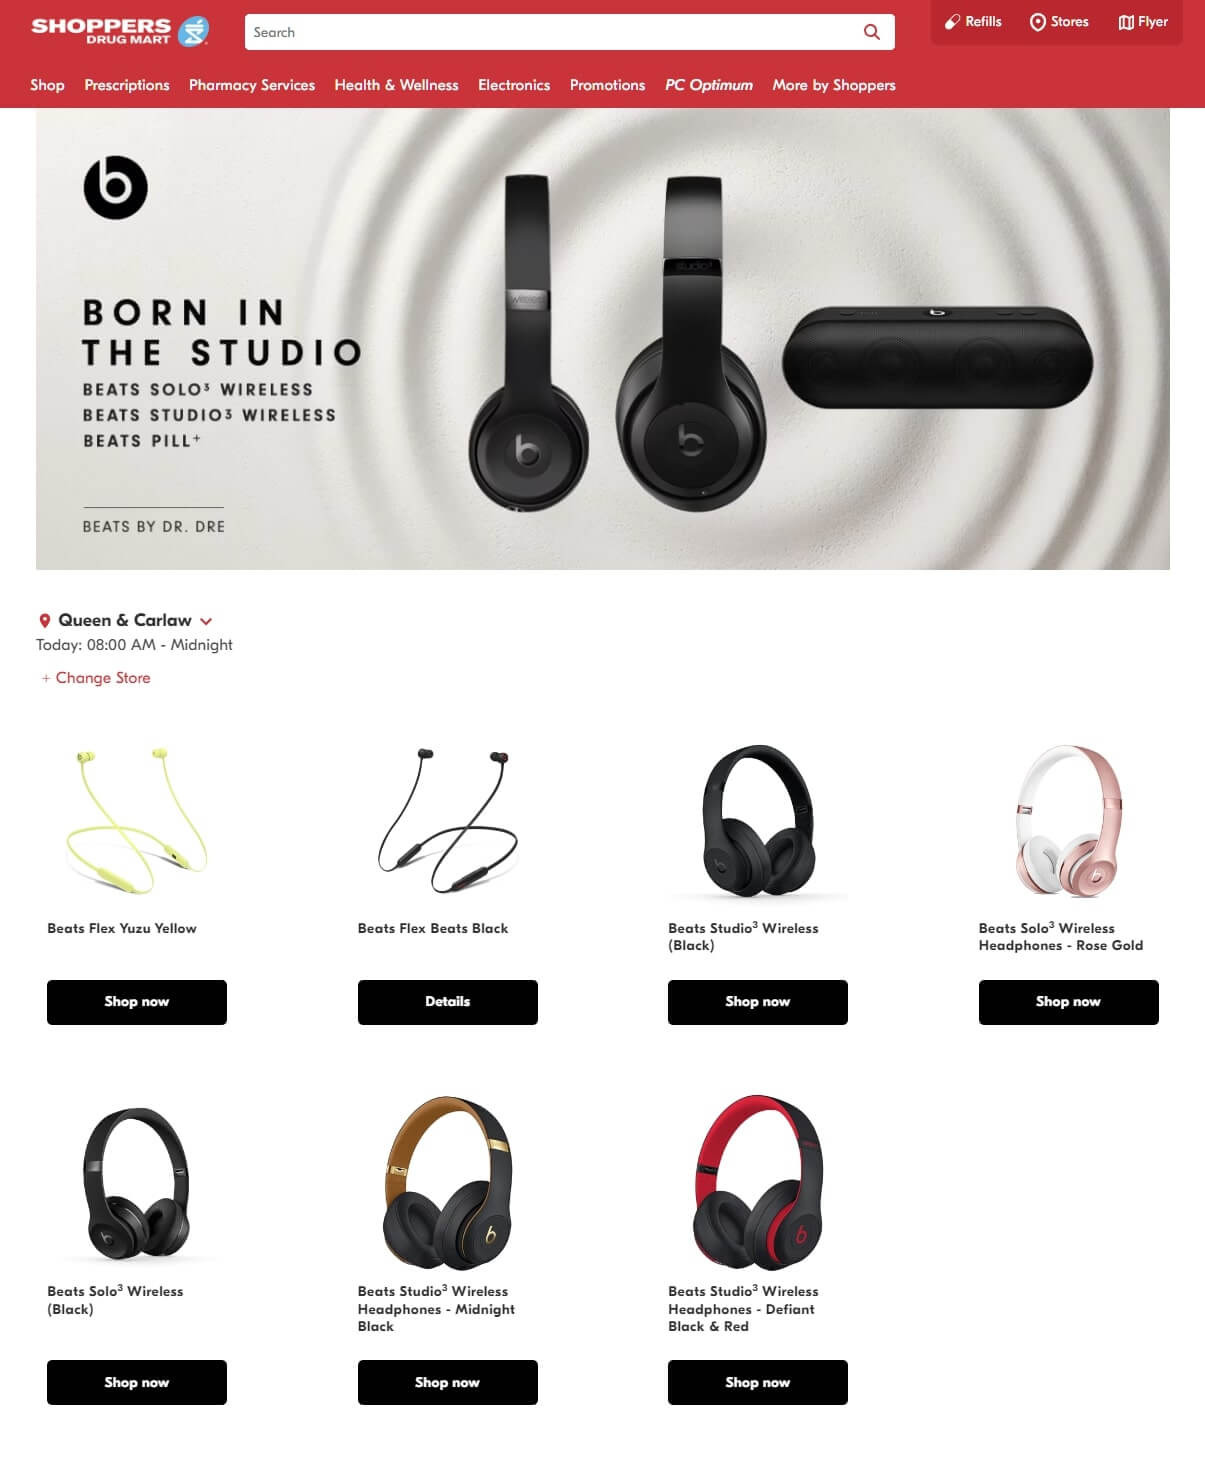 SHOPPERS
DRUG MART
Search
Refills
Stores
Flyer
Shop
Prescriptions
Pharmacy Services
Health & Wellness
Electronics
Promotions
PC Optimum
More by Shoppers
b
BORN IN
THE STUDIO
BEATS SOLO³ WIRELESS
BEATS STUDIO³ WIRELESS
BEATS PILL⁺
BEATS BY DR. DRE
wireless
studio³
Queen & Carlaw
Today: 08:00 AM - Midnight
+ Change Store
Beats Flex Yuzu Yellow
Shop now
Beats Flex Beats Black
Details
Beats Studio³ Wireless
(Black)
Shop now
Beats Solo³ Wireless
Headphones - Rose Gold
Shop now
Beats Solo³ Wireless
(Black)
Shop now
Beats Studio³ Wireless
Headphones - Midnight
Black
Shop now
Beats Studio³ Wireless
Headphones - Defiant
Black & Red
Shop now